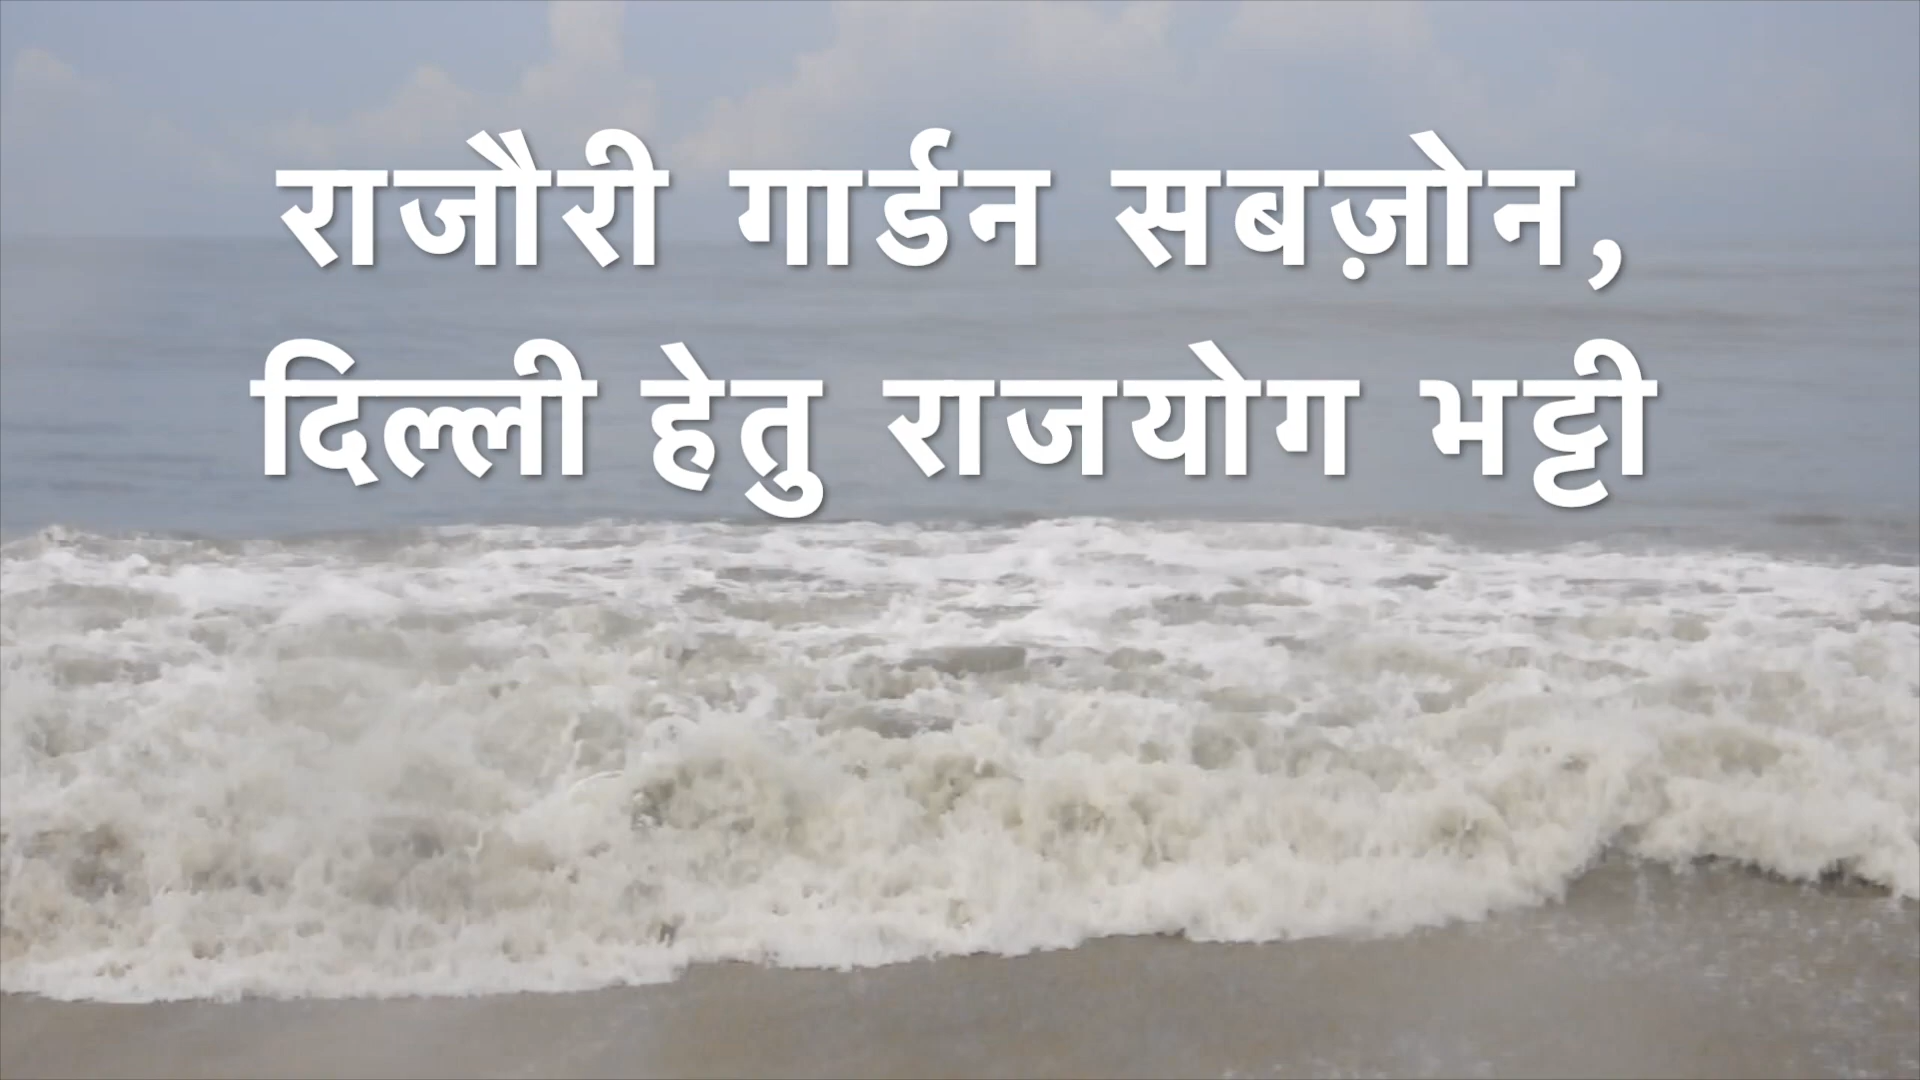 राजौरी गार्डन सबज़ोन,
दिल्ली हेतु राजयोग भट्टी